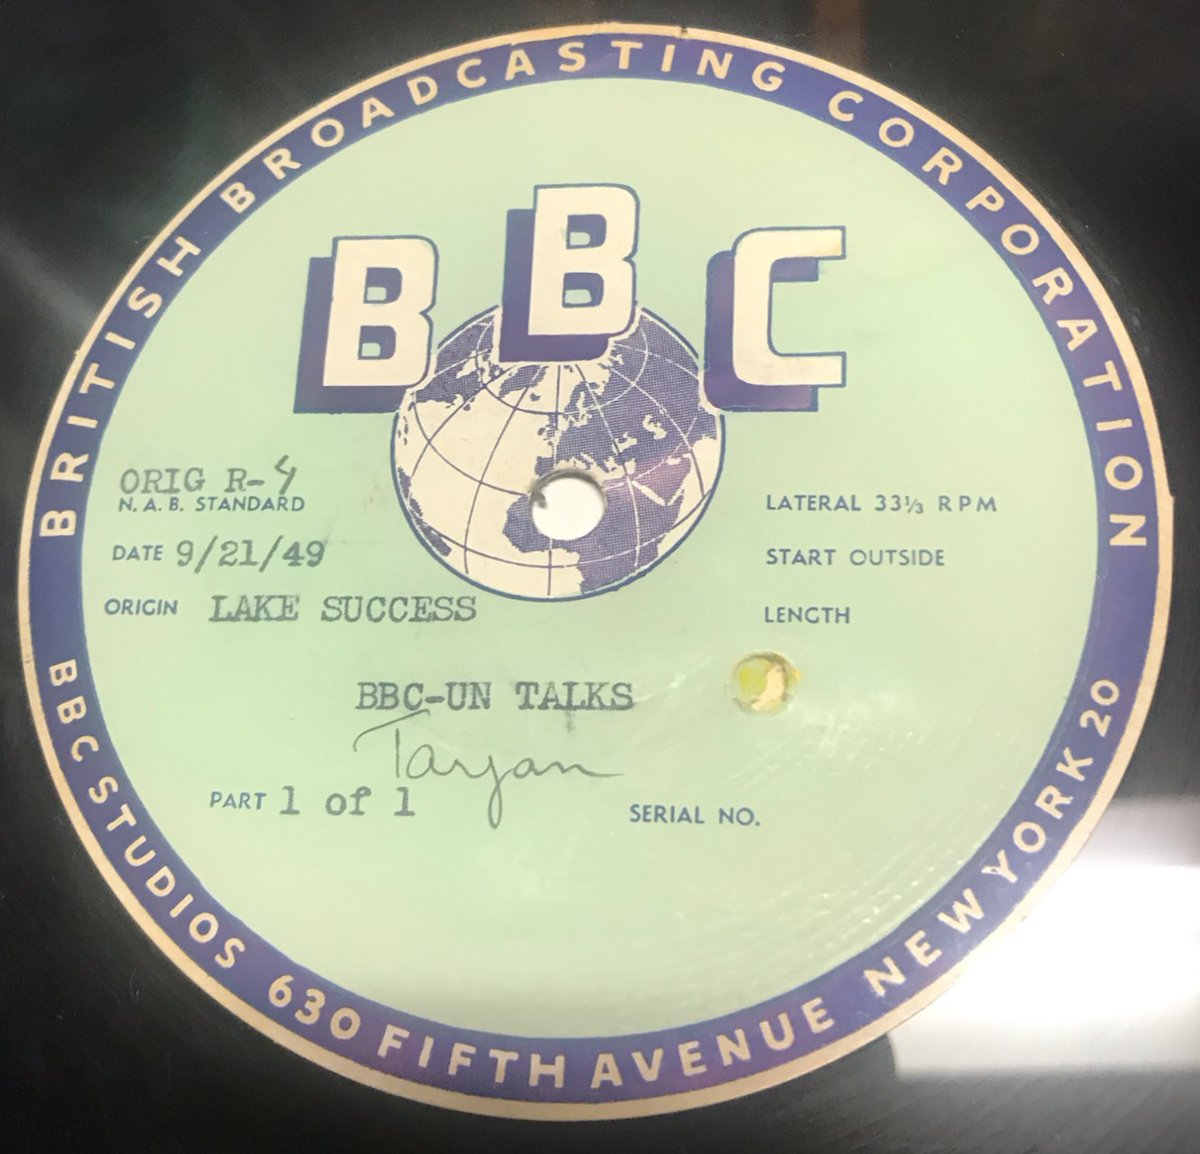 BRITISH BROADCASTING CORPORATION
BBC
ORIG R-4
N. A. B. STANDARD
LATERAL 33⅓ RPM
DATE 9/21/49
START OUTSIDE
ORIGIN LAKE SUCCESS
LENGTH
BBC-UN TALKS
PART 1 of 1
SERIAL NO.
BBC STUDIOS 630 FIFTH AVENUE NEW YORK 20